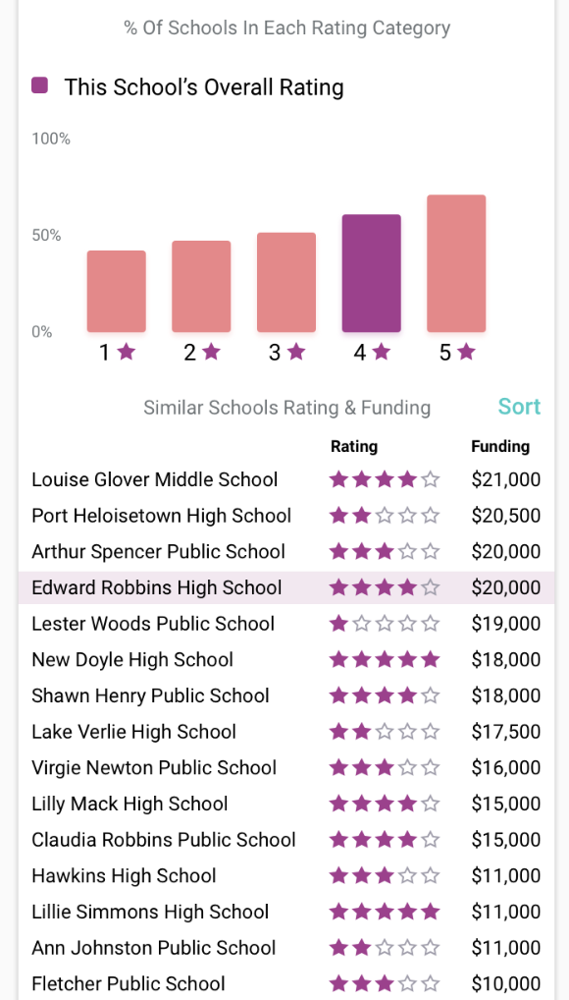 % Of Schools In Each Rating Category
This School's Overall Rating
100%
50%
0%
1 2 3 4 5
Similar Schools Rating & Funding Sort
Rating Funding
Louise Glover Middle School $21,000
Port Heloisetown High School $20,500
Arthur Spencer Public School $20,000
Edward Robbins High School $20,000
Lester Woods Public School $19,000
New Doyle High School $18,000
Shawn Henry Public School $18,000
Lake Verlie High School $17,500
Virgie Newton Public School $16,000
Lilly Mack High School $15,000
Claudia Robbins Public School $15,000
Hawkins High School $11,000
Lillie Simmons High School $11,000
Ann Johnston Public School $11,000
Fletcher Public School $10,000